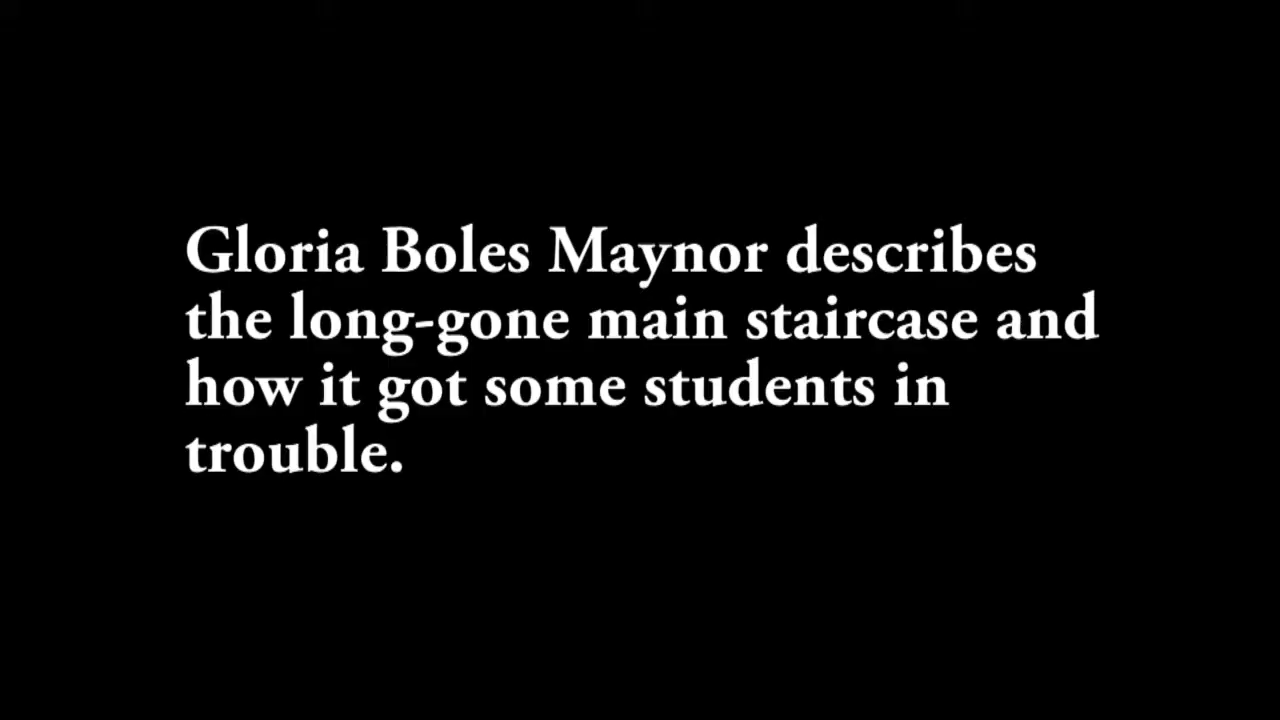 Gloria Boles Maynor describes
the long-gone main staircase and
how it got some students in
trouble.